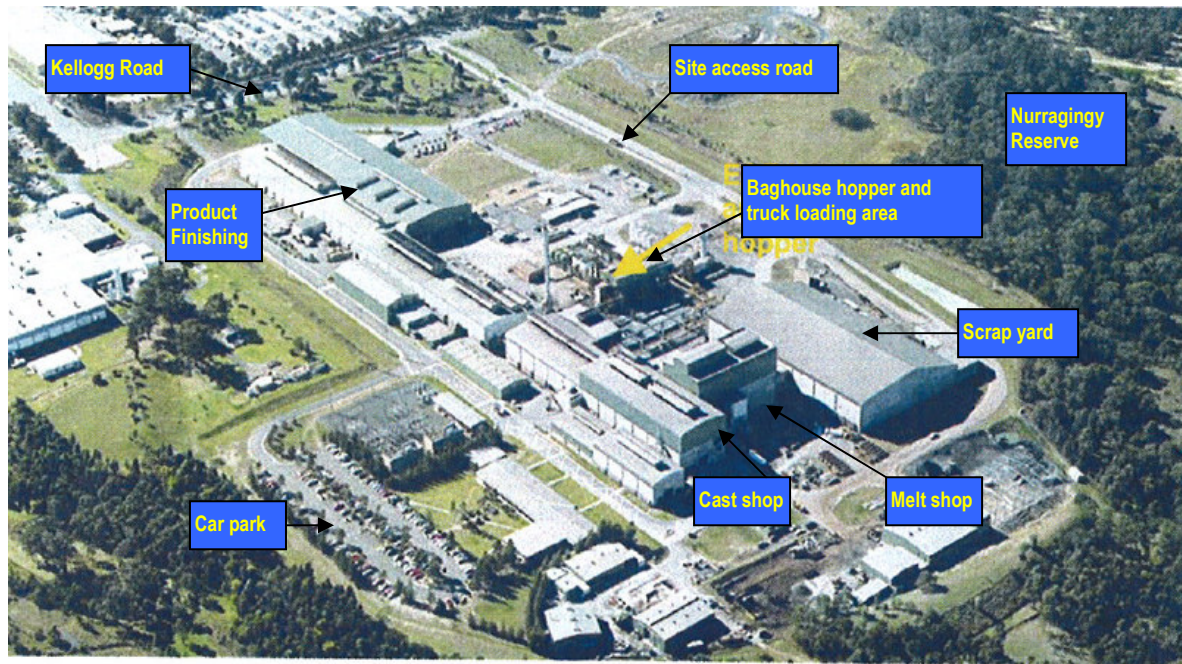 Kellogg Road
Site access road
Nurragingy
Reserve
Baghouse hopper and
truck loading area
Product
Finishing
hopper
Scrap yard
Cast shop
Melt shop
Car park